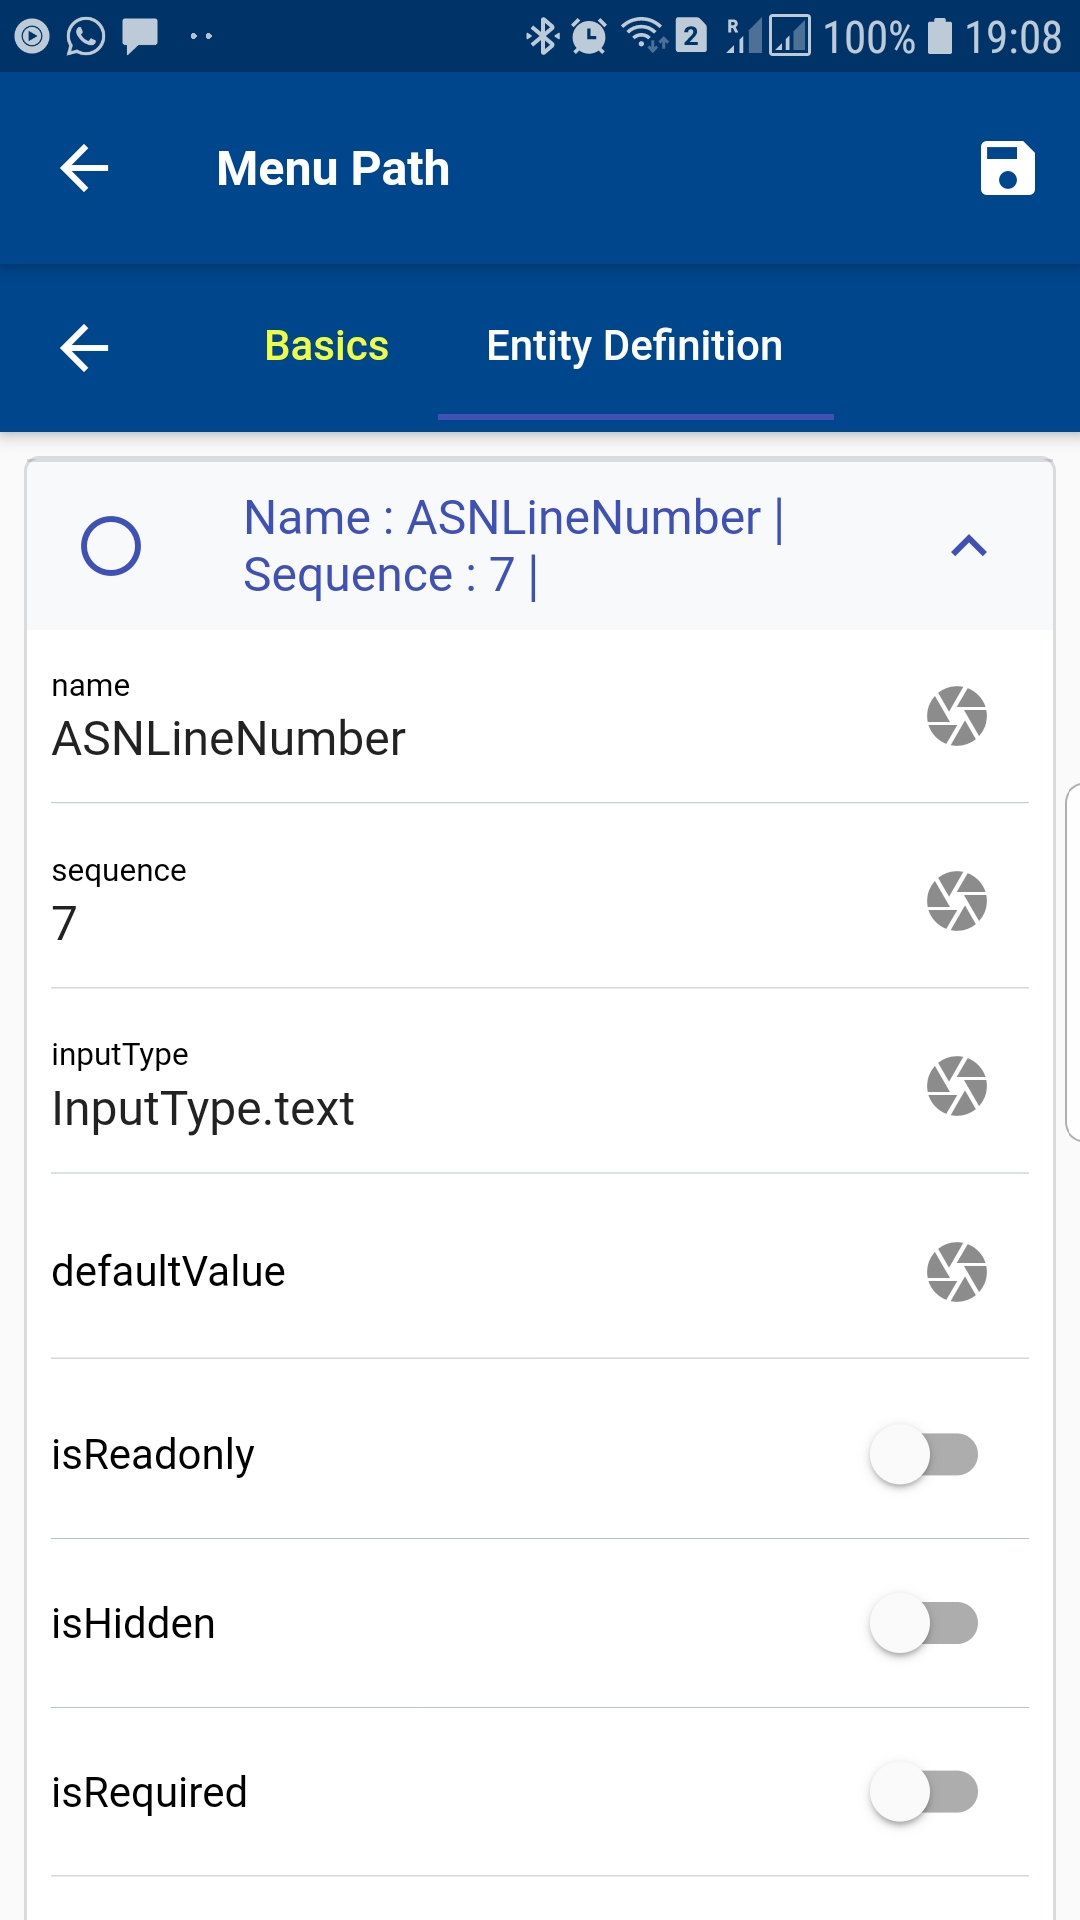 2 R 100% 19:08
Menu Path
Basics Entity Definition
Name : ASNLineNumber |
Sequence : 7 |
name
ASNLineNumber
sequence
7
inputType
InputType.text
defaultValue
isReadonly
isHidden
isRequired